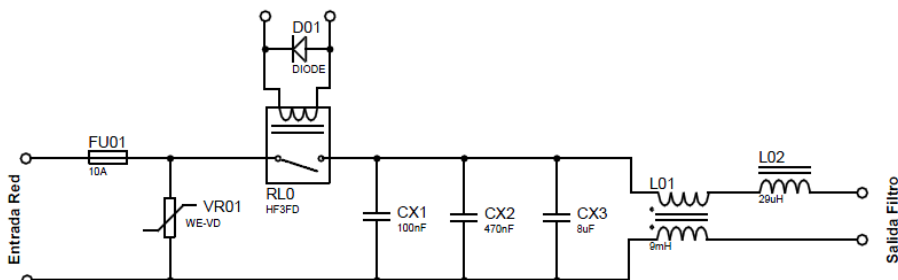 D01
DIODE
FU01
10A
Entrada Red
VR01
WE-VD
RL0
HF3FD
CX1
100nF
CX2
470nF
CX3
8uF
L01
9mH
L02
29uH
Salida Filtro